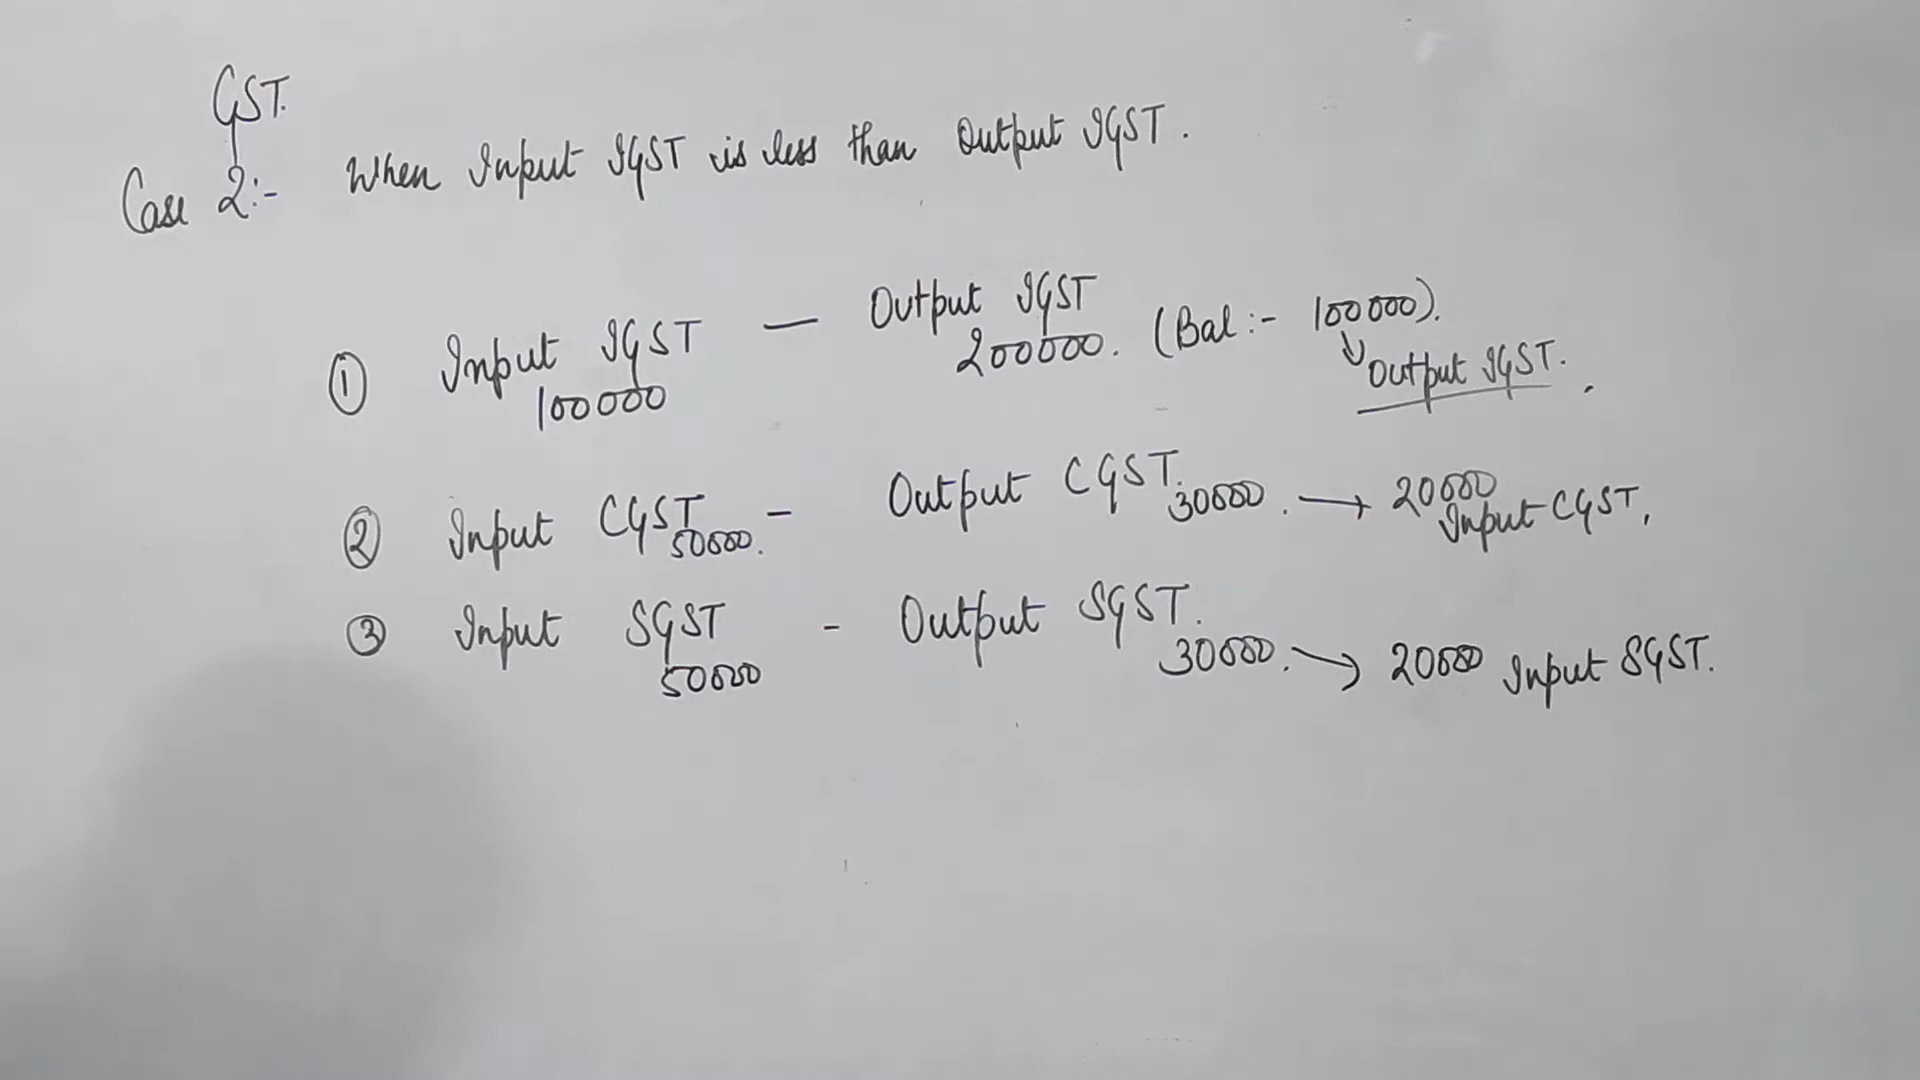 GST.
Case 2:- When Input IGST is less than Output IGST.
① Input IGST — Output IGST
100000 200000. (Bal:- 100000).
Output IGST.
② Input CGST 50000. - Output CGST. 30000. → 20000
Input CGST.
③ Input SGST - Output SGST.
50000 30000. → 20000 Input SGST.